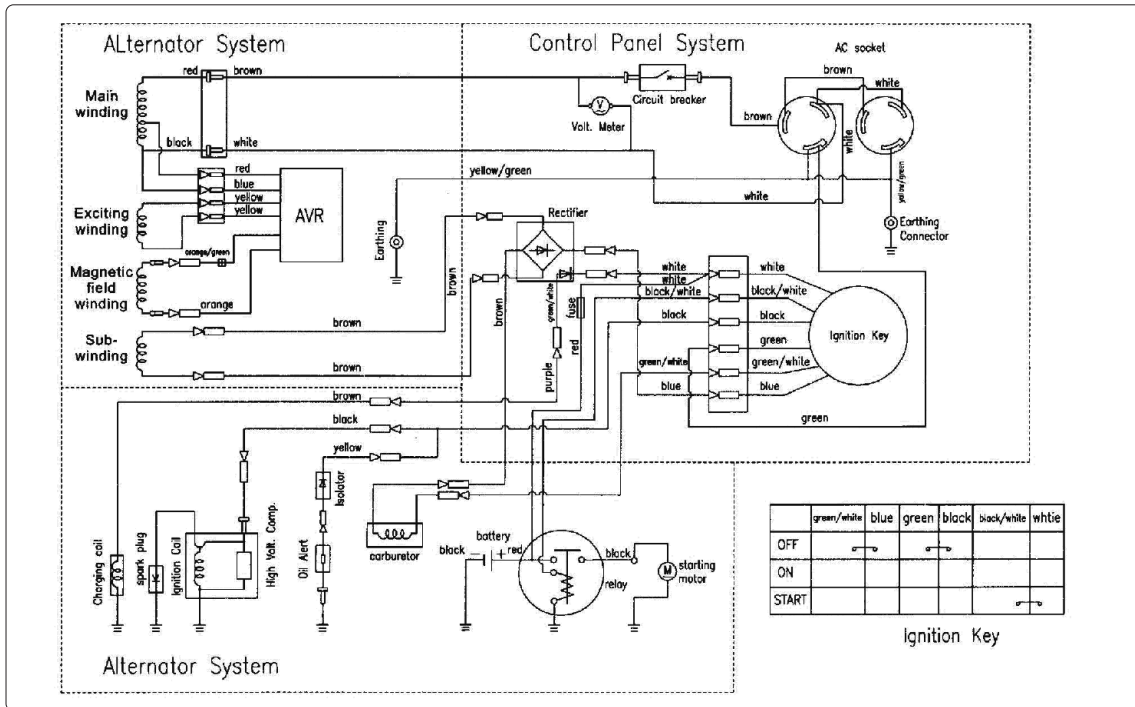 ALternator System
Control Panel System
AC socket
red
brown
brown
white
Main
winding
Circuit breaker
V
Volt. Meter
brown
white
black
white
yellow/green
white
yellow/green
red
blue
yellow
yellow
AVR
Exciting
winding
Rectifier
Earthing
Earthing
Connector
orange/green
Magnetic
field
winding
orange
brown
brown
green/white
white
white
black/white
fuse
red
black
green/white
blue
white
black/white
black
green
green/white
blue
Ignition Key
brown
Sub-
winding
brown
purple
brown
black
green
yellow
Isolator
Charging coil
spark plug
Ignition Coil
High Volt. Comp.
Oil Alert
carburetor
battery
black
- + red
relay
black
M
starting
motor
green/white blue green black black/white whtie
OFF
ON
START
Ignition Key
Alternator System